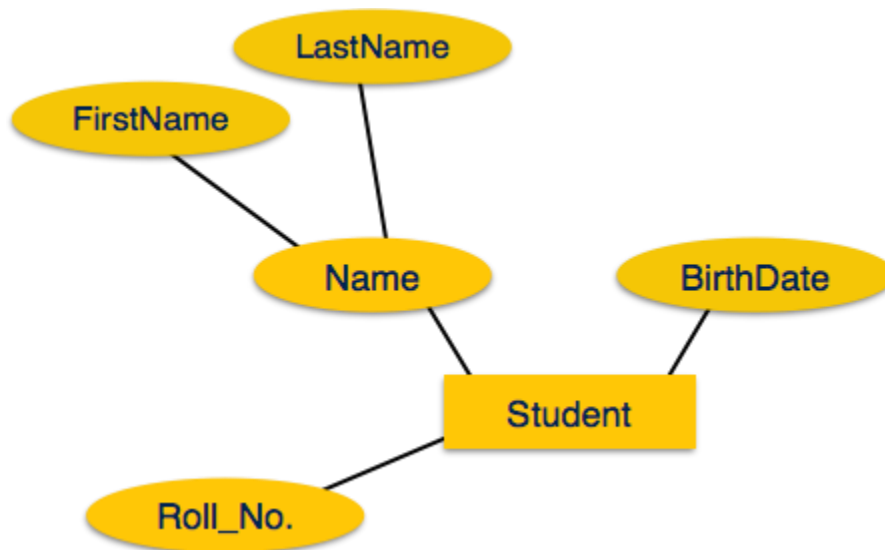 LastName
FirstName
Name
BirthDate
Student
Roll_No.